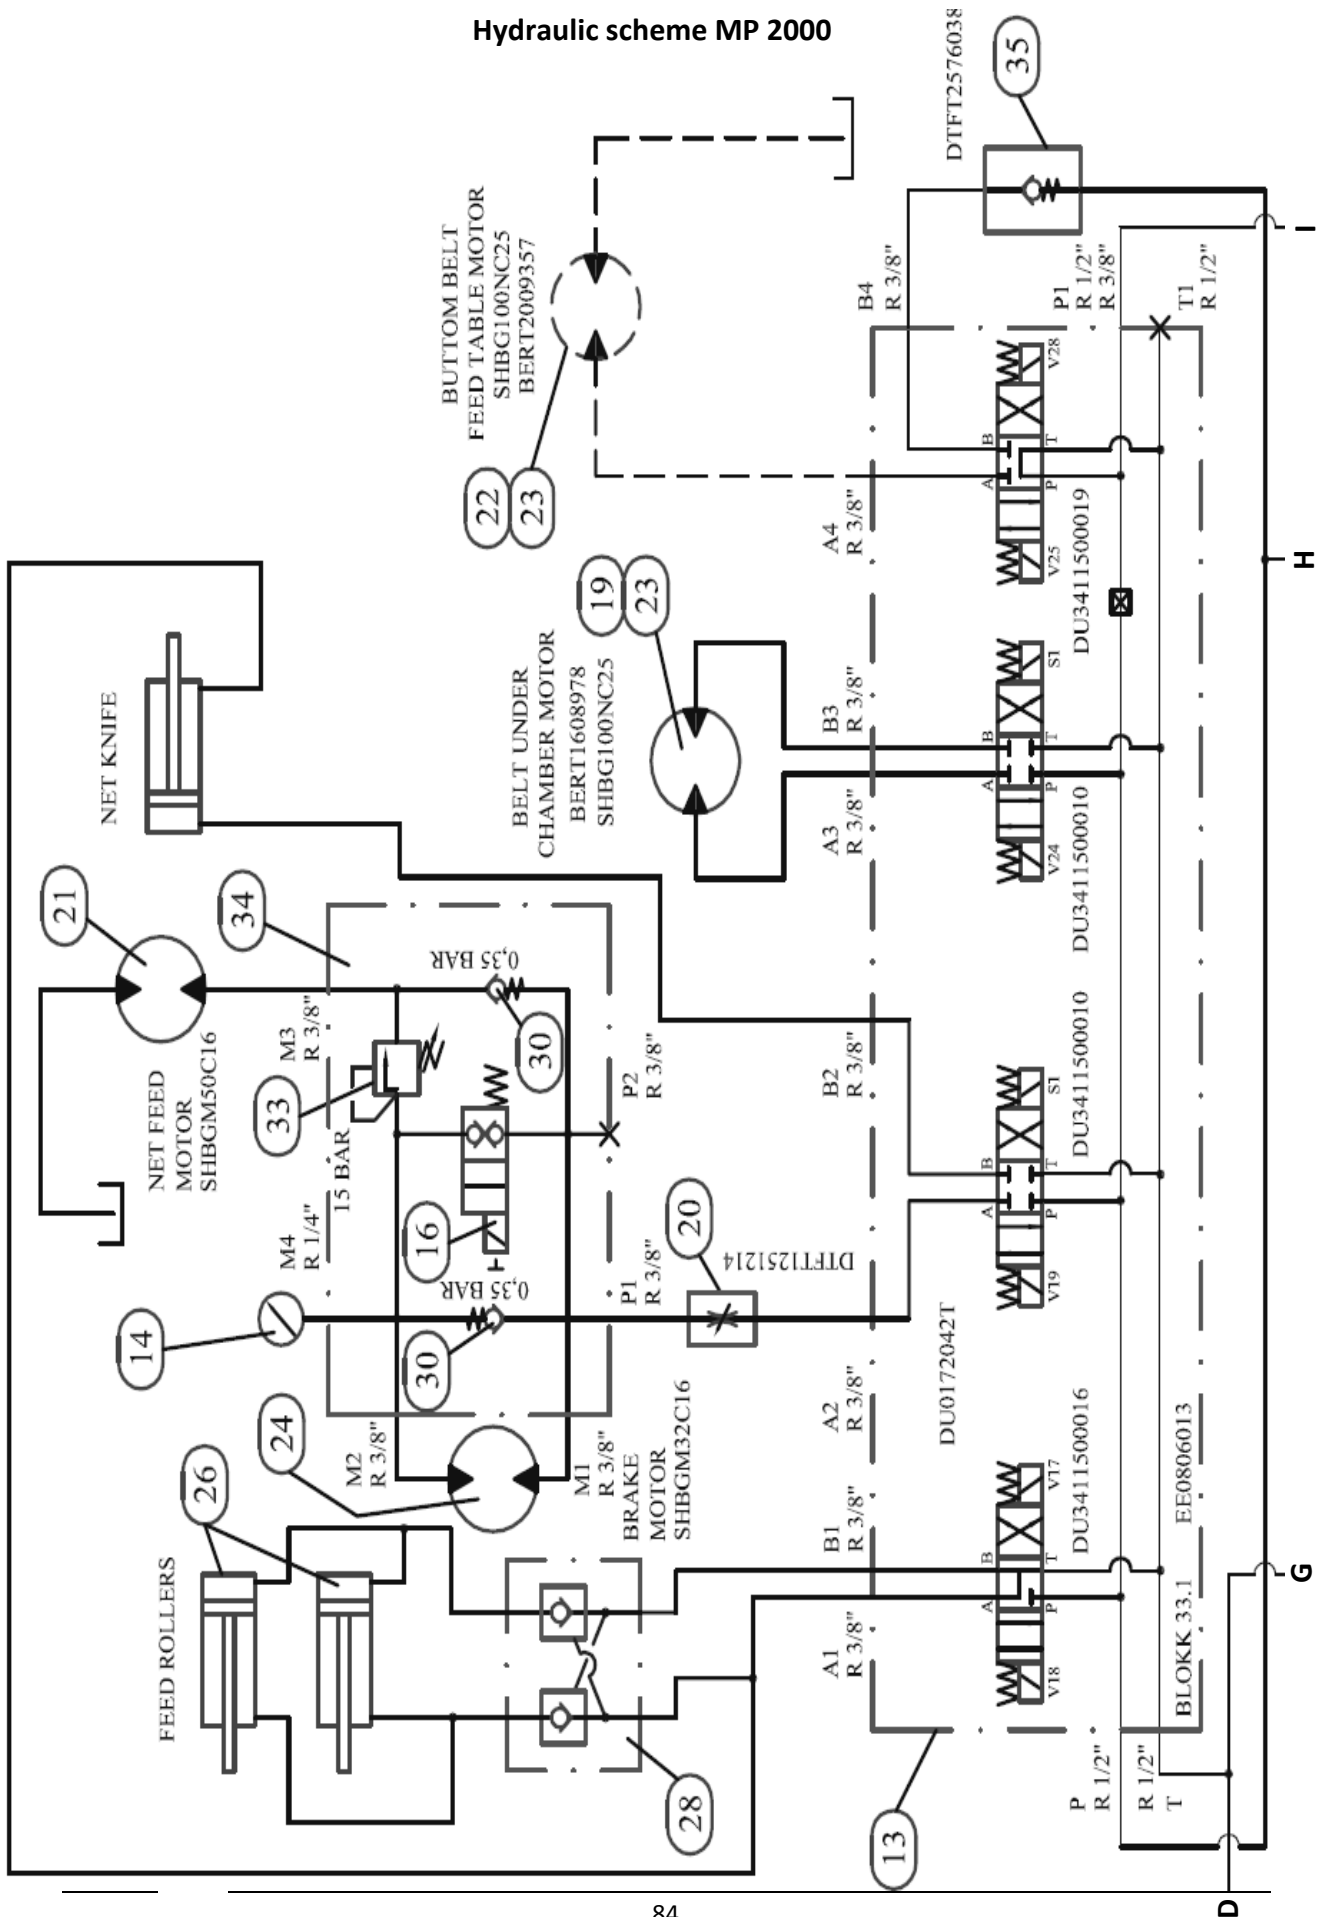 Hydraulic scheme MP 2000
DTFT2576038
35
BUTTOM BELT
FEED TABLE MOTOR
SHBG100NC25
BERT2009357
22
23
B4
R 3/8"
P1
R 1/2"
R 3/8"
T1
R 1/2"
I
V28
B
T
A
P
V25
A4
R 3/8"
DU3411500019
H
NET KNIFE
19
23
BELT UNDER
CHAMBER MOTOR
BERT1608978
SHBG100NC25
B3
R 3/8"
A3
R 3/8"
S1
B
T
A
P
V24
DU3411500010
21
34
NET FEED
MOTOR
SHBGM50C16
M3
R 3/8"
33
15 BAR
0,35 BAR
30
P2
R 3/8"
16
M4
R 1/4"
14
0,35 BAR
30
P1
R 3/8"
20
DTFT1251214
B2
R 3/8"
A2
R 3/8"
S1
B
T
A
P
V19
DU3411500010
DU0172042T
26
24
M2
R 3/8"
M1
R 3/8"
BRAKE
MOTOR
SHBGM32C16
FEED ROLLERS
28
B1
R 3/8"
A1
R 3/8"
V17
B
T
A
P
V18
DU3411500016
BLOKK 33.1
EE0806013
13
P
R 1/2"
R 1/2"
T
G
D
84